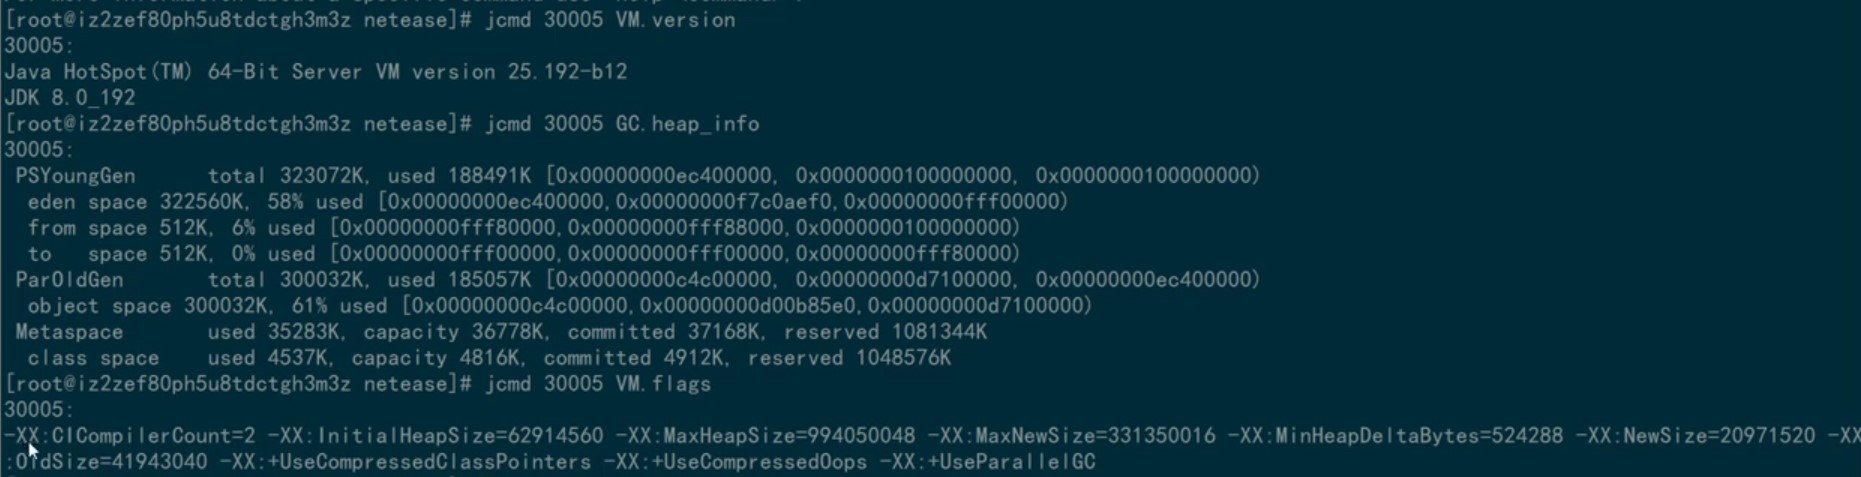 [root@iz2zef80ph5u8tdctgh3m3z netease]# jcmd 30005 VM.version
30005:
Java HotSpot(TM) 64-Bit Server VM version 25.192-b12
JDK 8.0_192
[root@iz2zef80ph5u8tdctgh3m3z netease]# jcmd 30005 GC.heap_info
30005:
 PSYoungGen      total 323072K, used 188491K [0x00000000ec400000, 0x0000000100000000, 0x0000000100000000)
  eden space 322560K, 58% used [0x00000000ec400000,0x00000000f7c0aef0,0x00000000fff00000)
  from space 512K, 6% used [0x00000000fff80000,0x00000000fff88000,0x0000000100000000)
  to   space 512K, 0% used [0x00000000fff00000,0x00000000fff00000,0x00000000fff80000)
 ParOldGen       total 300032K, used 185057K [0x00000000c4c00000, 0x00000000d7100000, 0x00000000ec400000)
  object space 300032K, 61% used [0x00000000c4c00000,0x00000000d00b85e0,0x00000000d7100000)
 Metaspace       used 35283K, capacity 36778K, committed 37168K, reserved 1081344K
  class space    used 4537K, capacity 4816K, committed 4912K, reserved 1048576K
[root@iz2zef80ph5u8tdctgh3m3z netease]# jcmd 30005 VM.flags
30005:
-XX:CICompilerCount=2 -XX:InitialHeapSize=62914560 -XX:MaxHeapSize=994050048 -XX:MaxNewSize=331350016 -XX:MinHeapDeltaBytes=524288 -XX:NewSize=20971520 -XX
:OldSize=41943040 -XX:+UseCompressedClassPointers -XX:+UseCompressedOops -XX:+UseParallelGC